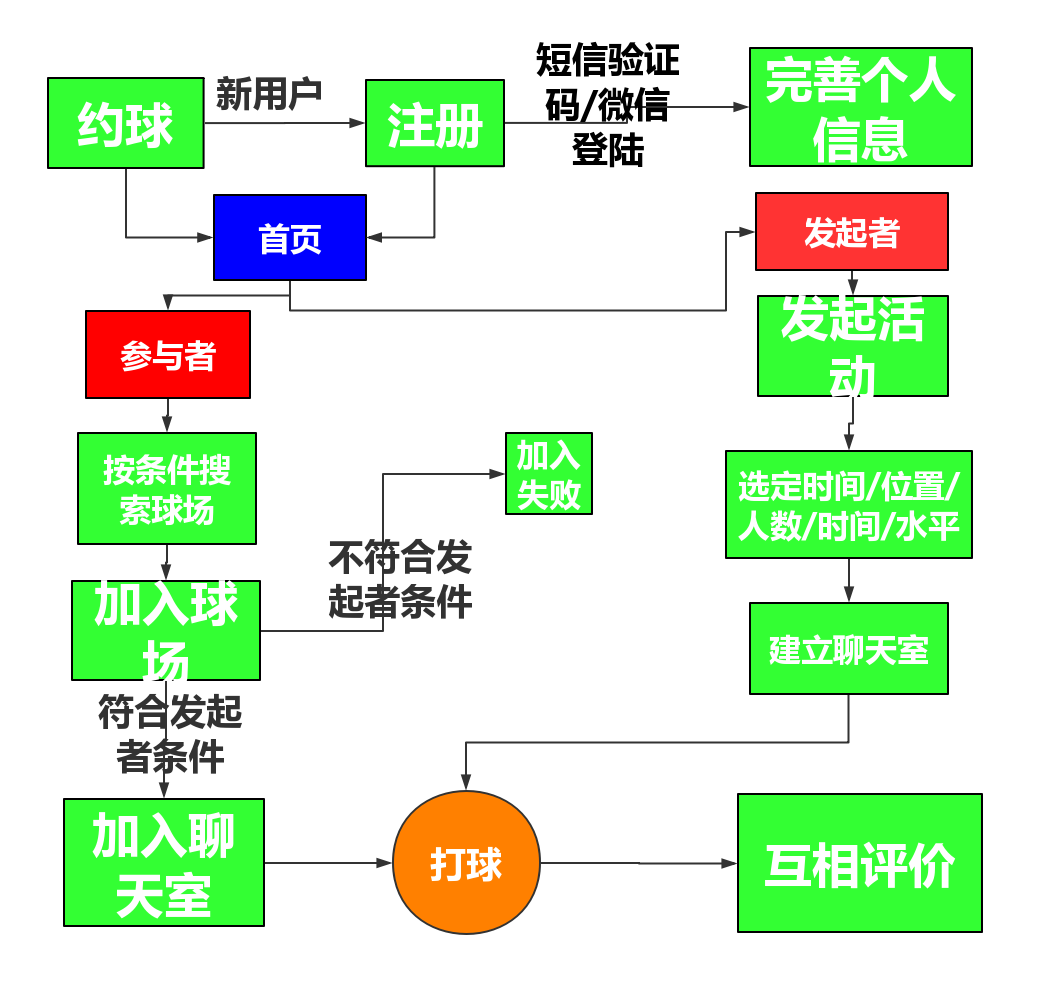 约球
新用户
注册
短信验证
码/微信
登陆
完善个人
信息
首页
发起者
参与者
发起活
动
按条件搜
索球场
加入
失败
选定时间/位置/
人数/时间/水平
加入球
场
不符合发
起者条件
建立聊天室
符合发起
者条件
加入聊
天室
打球
互相评价